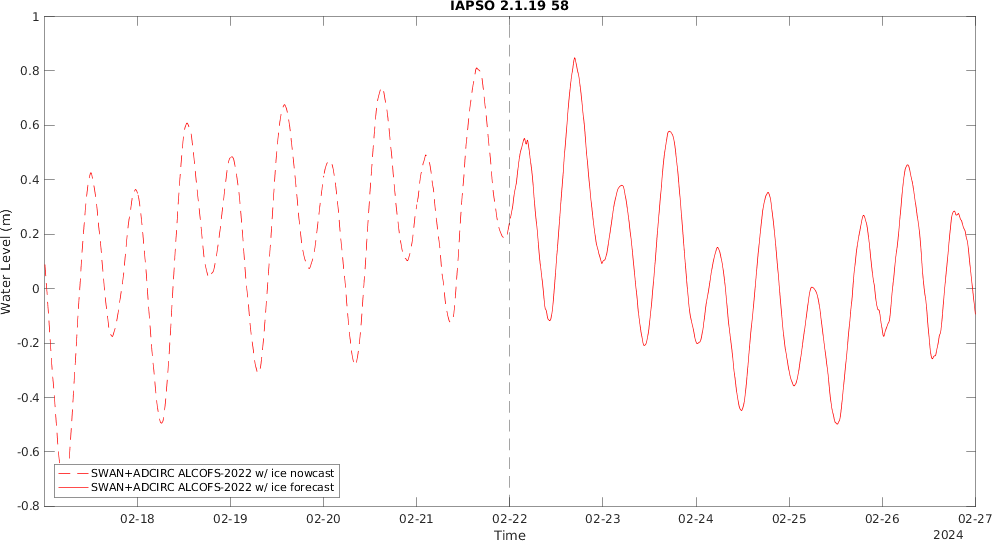 IAPSO 2.1.19 58
1
0.8
0.6
0.4
0.2
0
-0.2
-0.4
-0.6
-0.8
Water Level (m)
SWAN+ADCIRC ALCOFS-2022 w/ ice nowcast
SWAN+ADCIRC ALCOFS-2022 w/ ice forecast
02-18 02-19 02-20 02-21 02-22 02-23 02-24 02-25 02-26 02-27
Time
2024